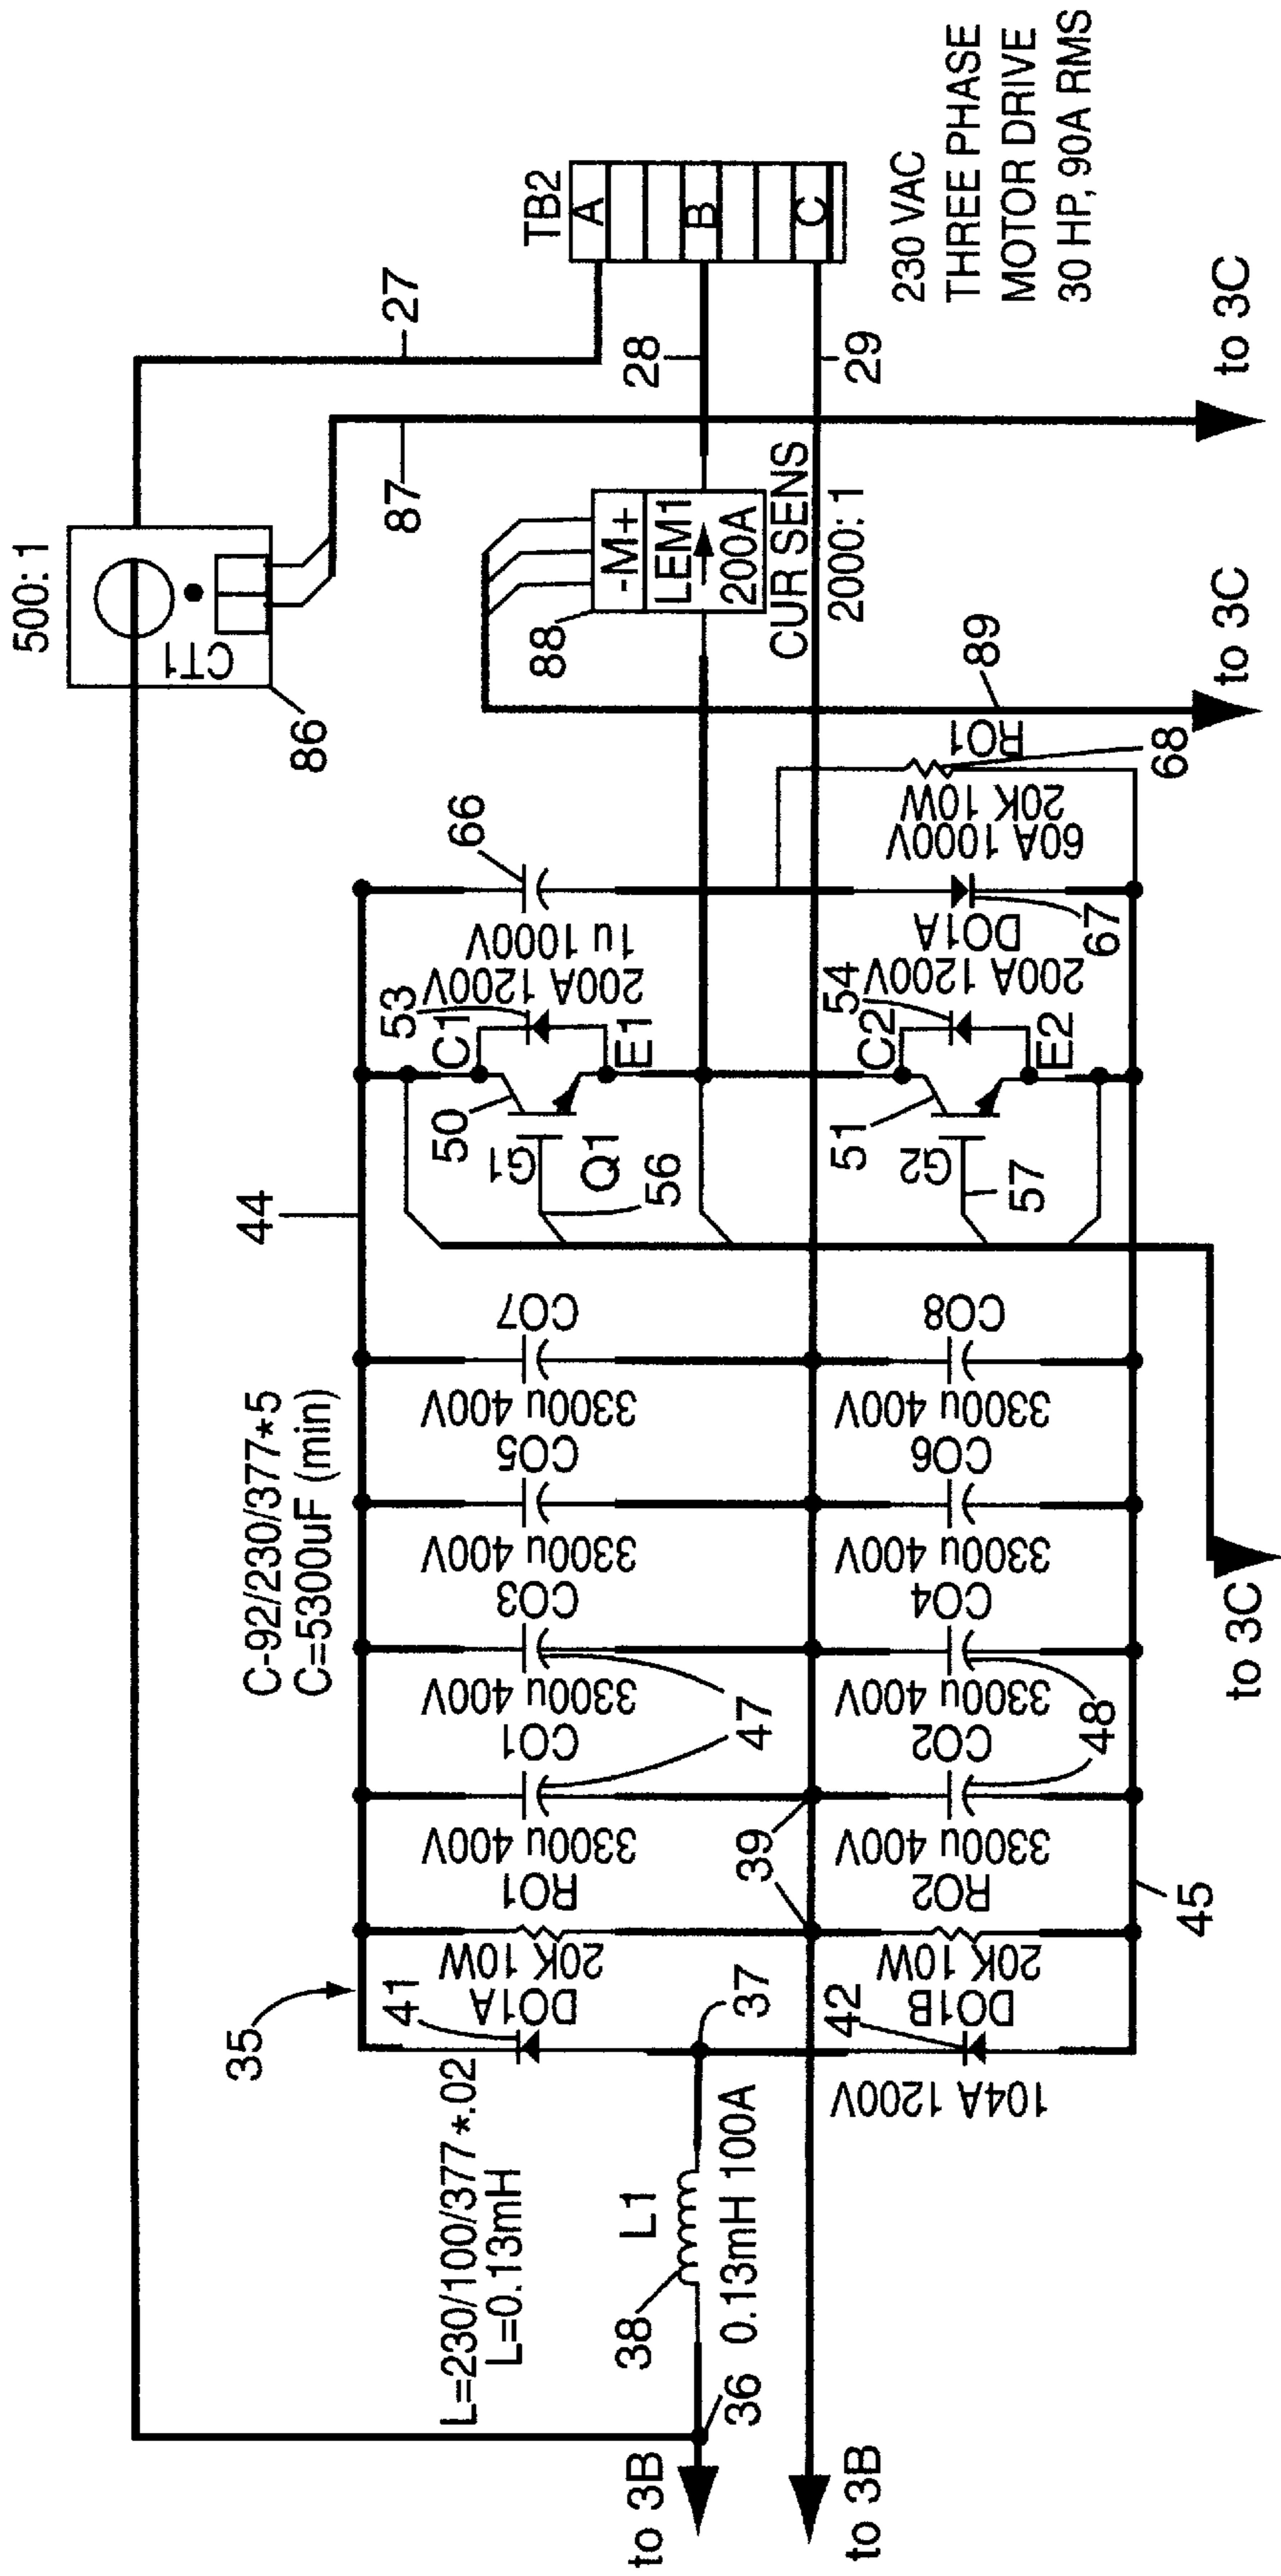 500: 1
CT1
86
87
27
TB2
A
B
C
28
29
230 VAC
THREE PHASE
MOTOR DRIVE
30 HP, 90A RMS
to 3C
88
-M+
LEM1
200A
CUR SENS
2000: 1
89
to 3C
44
C-92/230/377*5
C=5300uF (min)
35
66
1u 1000V
200A 1200V
53
C1
E1
50
G1
Q1
56
RO1
68
20K 10W
60A 1000V
67
DO1A
200A 1200V
54
C2
E2
51
G2
57
CO7
3300u 400V
CO5
3300u 400V
CO3
3300u 400V
CO1
3300u 400V
47
RO1
20K 10W
DO1A
41
CO8
3300u 400V
CO6
3300u 400V
CO4
3300u 400V
CO2
3300u 400V
48
RO2
20K 10W
DO1B
42
104A 1200V
39
37
45
to 3C
L=230/100/377*.02
L=0.13mH
L1
38
0.13mH 100A
36
to 3B
to 3B